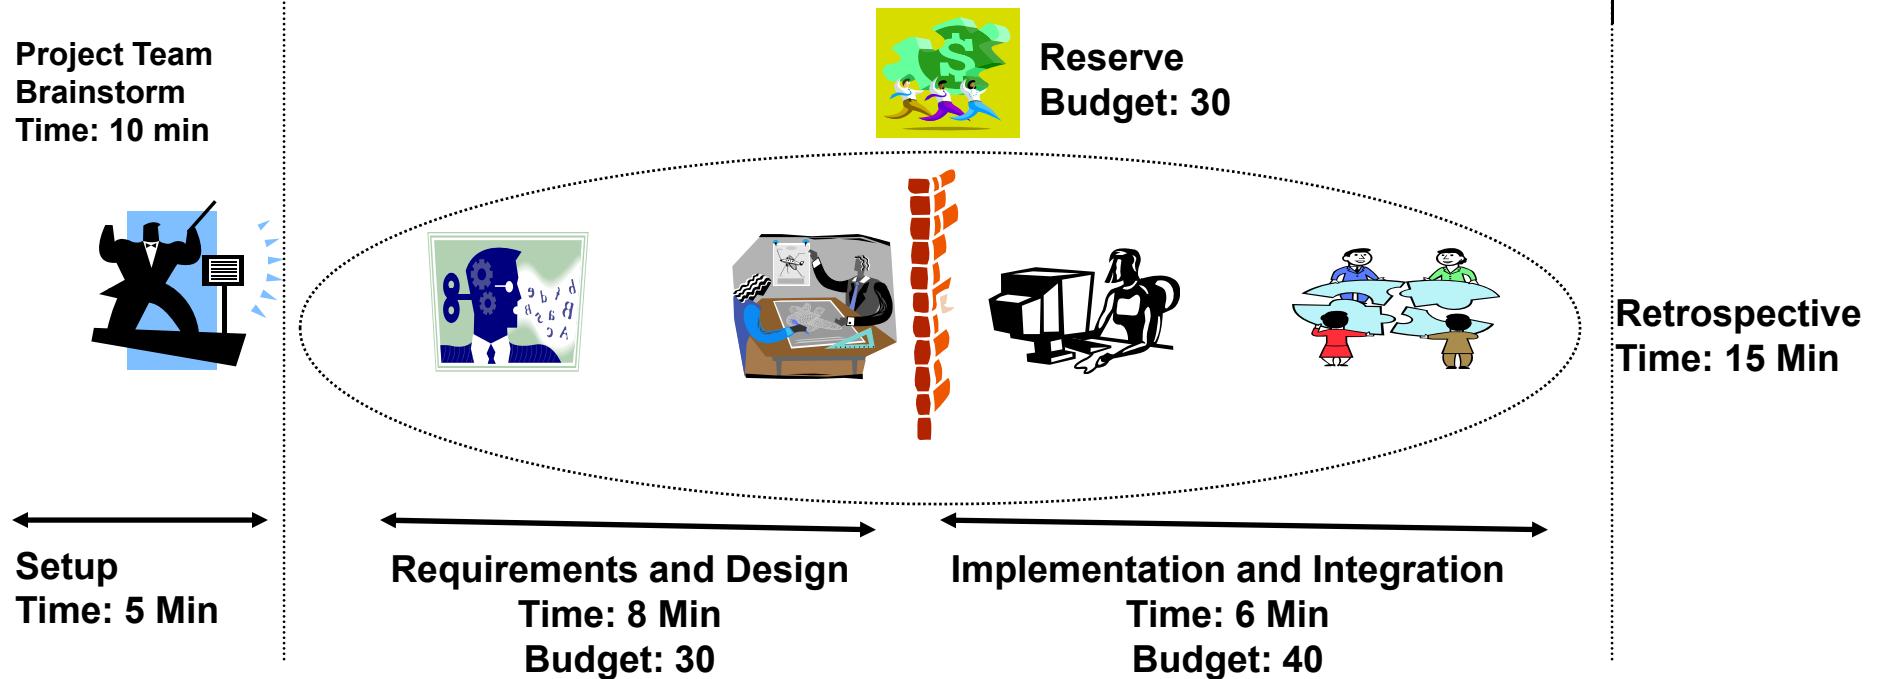 Project Team
Brainstorm
Time: 10 min
Reserve
Budget: 30
Retrospective
Time: 15 Min
Setup
Time: 5 Min
Requirements and Design
Time: 8 Min
Budget: 30
Implementation and Integration
Time: 6 Min
Budget: 40